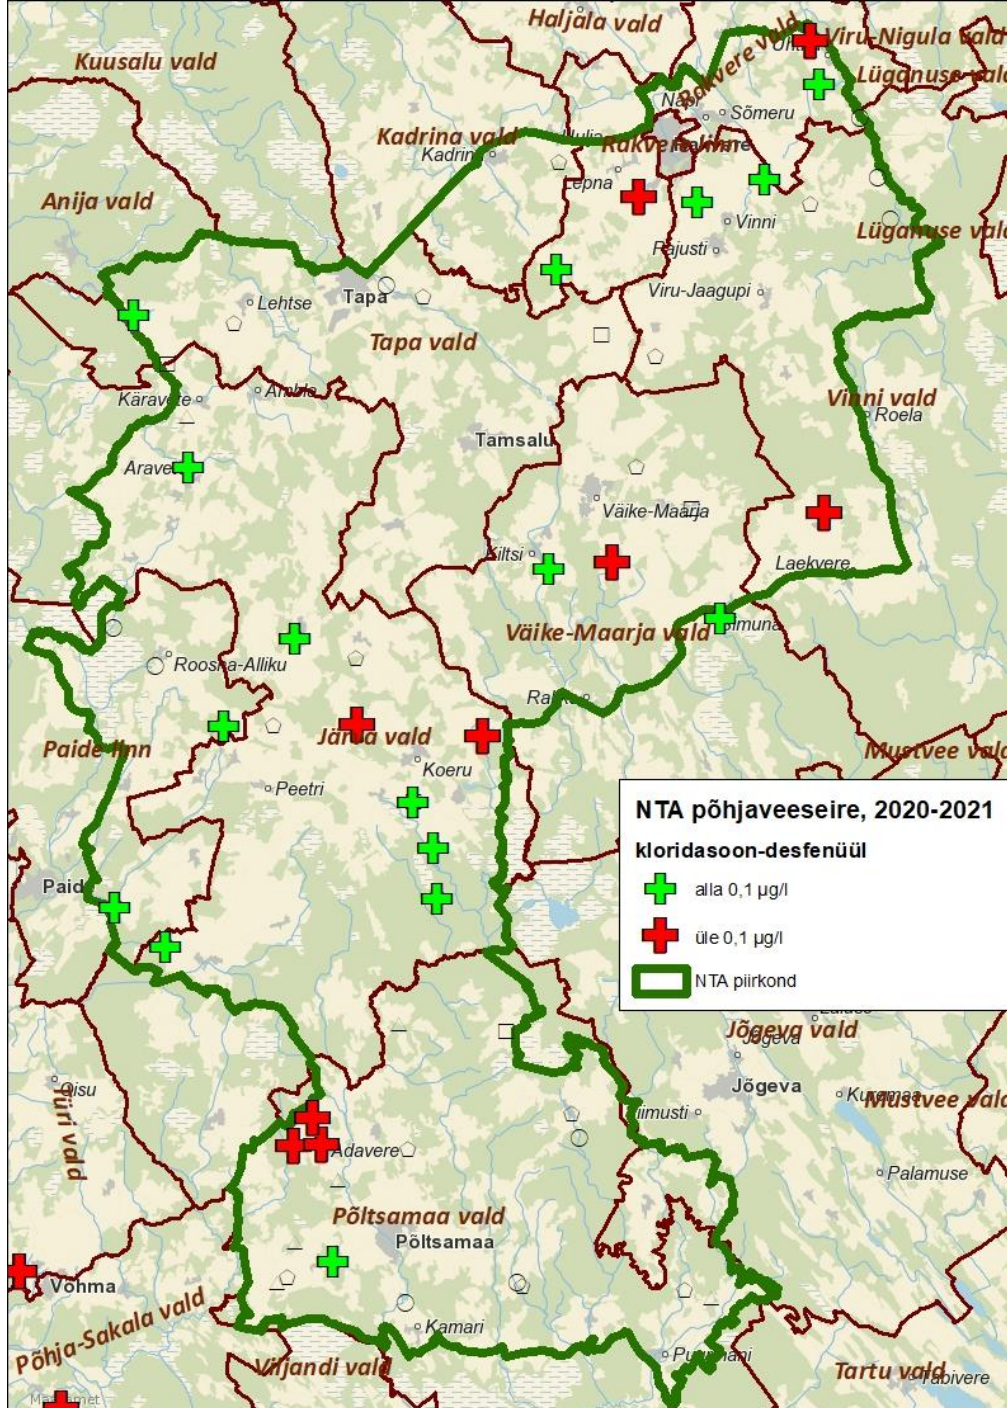 Haljala vald
Kuusalu vald
Rakvere vald
Viru-Nigula vald
Lüganuse vald
Sõmeru
Kadrina vald
Kadrina
Hulja
Rakvere linn
Lepna
Anija vald
Vinni
Lüganuse vald
Rajusti
Viru-Jaagupi
Lehtse
Tapa
Tapa vald
Käravete
Ambla
Vinni vald
Roela
Tamsalu
Väike-Maarja
Kiltsi
Laekvere
Väike-Maarja vald
Roosna-Alliku
Järva vald
Paide linn
Mustvee vald
Koeru
Peetri
NTA põhjaveeseire, 2020-2021
kloridasoon-desfenüül
alla 0,1 µg/l
üle 0,1 µg/l
NTA piirkond
Jõgeva vald
Jõgeva
Jõgeva
Kuremaa
Mustvee vald
Türi vald
Adavere
Palamuse
Põltsamaa vald
Põltsamaa
Võhma
Põhja-Sakala vald
Kamari
Viljandi vald
Tartu vald
Tabivere